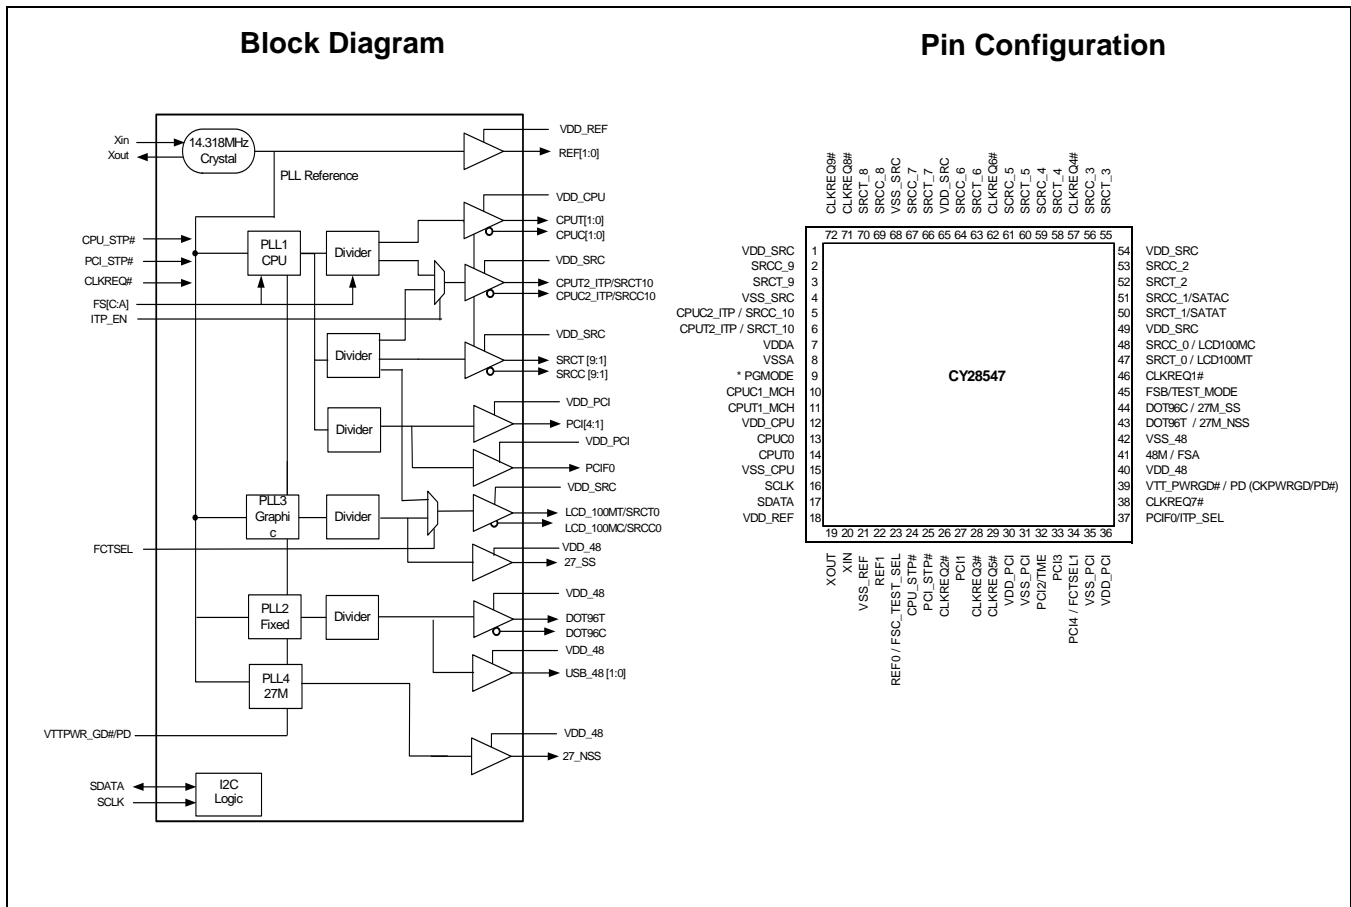 Block Diagram
Pin Configuration
Xin
Xout
14.318MHz
Crystal
PLL Reference
VDD_REF
REF[1:0]
CPU_STP#
PCI_STP#
CLKREQ#
FS[C:A]
ITP_EN
PLL1
CPU
Divider
VDD_CPU
CPUT[1:0]
CPUC[1:0]
VDD_SRC
CPUT2_ITP/SRCT10
CPUC2_ITP/SRCC10
Divider
VDD_SRC
SRCT [9:1]
SRCC [9:1]
Divider
VDD_PCI
PCI[4:1]
VDD_PCI
PCIF0
PLL3
Graphi
c
Divider
VDD_SRC
LCD_100MT/SRCT0
LCD_100MC/SRCC0
FCTSEL
VDD_48
27_SS
PLL2
Fixed
Divider
VDD_48
DOT96T
DOT96C
VDD_48
USB_48 [1:0]
PLL4
27M
VTTPWR_GD#/PD
VDD_48
27_NSS
SDATA
SCLK
I2C
Logic
CLKREQ9#
CLKREQ8#
SRCT_8
SRCC_8
VSS_SRC
SRCC_7
SRCT_7
VDD_SRC
SRCC_6
SRCT_6
CLKREQ6#
SCRC_5
SRCT_5
SCRC_4
SRCT_4
CLKREQ4#
SRCC_3
SRCT_3
72 71 70 69 68 67 66 65 64 63 62 61 60 59 58 57 56 55
VDD_SRC 1
SRCC_9 2
SRCT_9 3
VSS_SRC 4
CPUC2_ITP / SRCC_10 5
CPUT2_ITP / SRCT_10 6
VDDA 7
VSSA 8
* PGMODE 9
CPUC1_MCH 10
CPUT1_MCH 11
VDD_CPU 12
CPUC0 13
CPUT0 14
VSS_CPU 15
SCLK 16
SDATA 17
VDD_REF 18
CY28547
54 VDD_SRC
53 SRCC_2
52 SRCT_2
51 SRCC_1/SATAC
50 SRCT_1/SATAT
49 VDD_SRC
48 SRCC_0 / LCD100MC
47 SRCT_0 / LCD100MT
46 CLKREQ1#
45 FSB/TEST_MODE
44 DOT96C / 27M_SS
43 DOT96T / 27M_NSS
42 VSS_48
41 48M / FSA
40 VDD_48
39 VTT_PWRGD# / PD (CKPWRGD/PD#)
38 CLKREQ7#
37 PCIF0/ITP_SEL
19 20 21 22 23 24 25 26 27 28 29 30 31 32 33 34 35 36
XOUT
XIN
VSS_REF
REF1
REF0 / FSC_TEST_SEL
CPU_STP#
PCI_STP#
CLKREQ2#
PCI1
CLKREQ3#
CLKREQ5#
VDD_PCI
VSS_PCI
PCI2/TME
PCI3
PCI4 / FCTSEL1
VSS_PCI
VDD_PCI